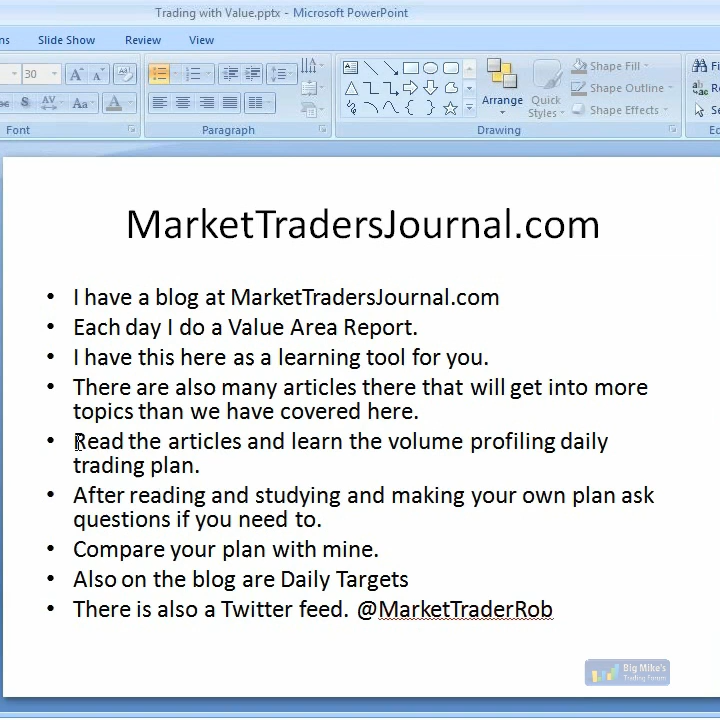 Trading with Value.pptx - Microsoft PowerPoint
Slide Show Review View
30 A A Shape Fill
abc S AV Aa A Arrange Quick Styles Shape Outline
Shape Effects
Font Paragraph Drawing
MarketTradersJournal.com
• I have a blog at MarketTradersJournal.com
• Each day I do a Value Area Report.
• I have this here as a learning tool for you.
• There are also many articles there that will get into more
topics than we have covered here.
• Read the articles and learn the volume profiling daily
trading plan.
• After reading and studying and making your own plan ask
questions if you need to.
• Compare your plan with mine.
• Also on the blog are Daily Targets
• There is also a Twitter feed. @MarketTraderRob
Big Mike's
Trading Forum